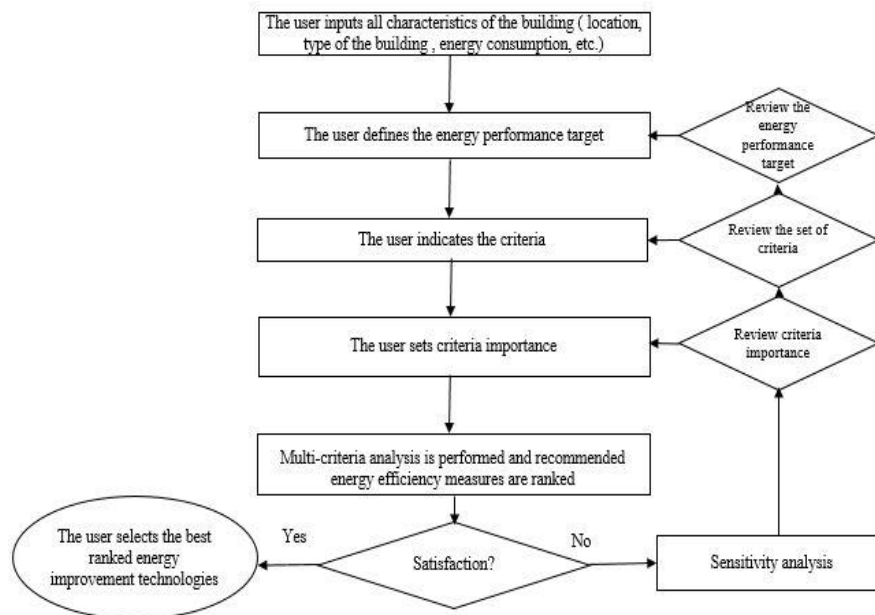 The user inputs all characteristics of the building ( location,
type of the building , energy consumption, etc.)
The user defines the energy performance target
Review the
energy
performance
target
The user indicates the criteria
Review the set of
criteria
The user sets criteria importance
Review criteria
importance
Multi-criteria analysis is performed and recommended
energy efficiency measures are ranked
The user selects the best
ranked energy
improvement technologies
Yes
Satisfaction?
No
Sensitivity analysis